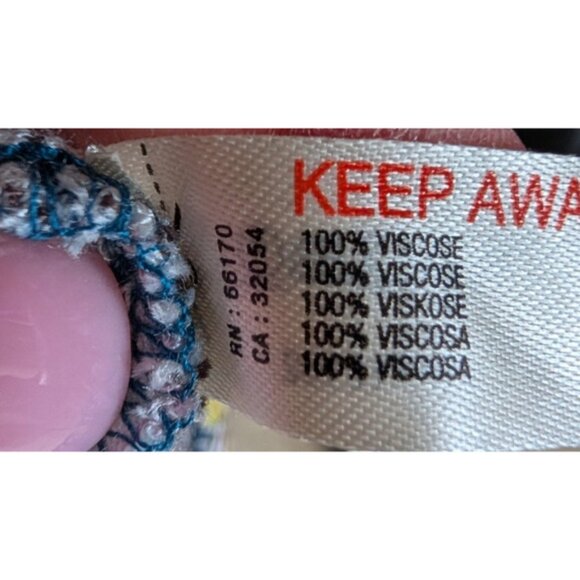 KEEP AWA
100% VISCOSE
100% VISCOSE
100% VISKOSE
100% VISCOSA
100% VISCOSA
RN : 66170
CA : 32054